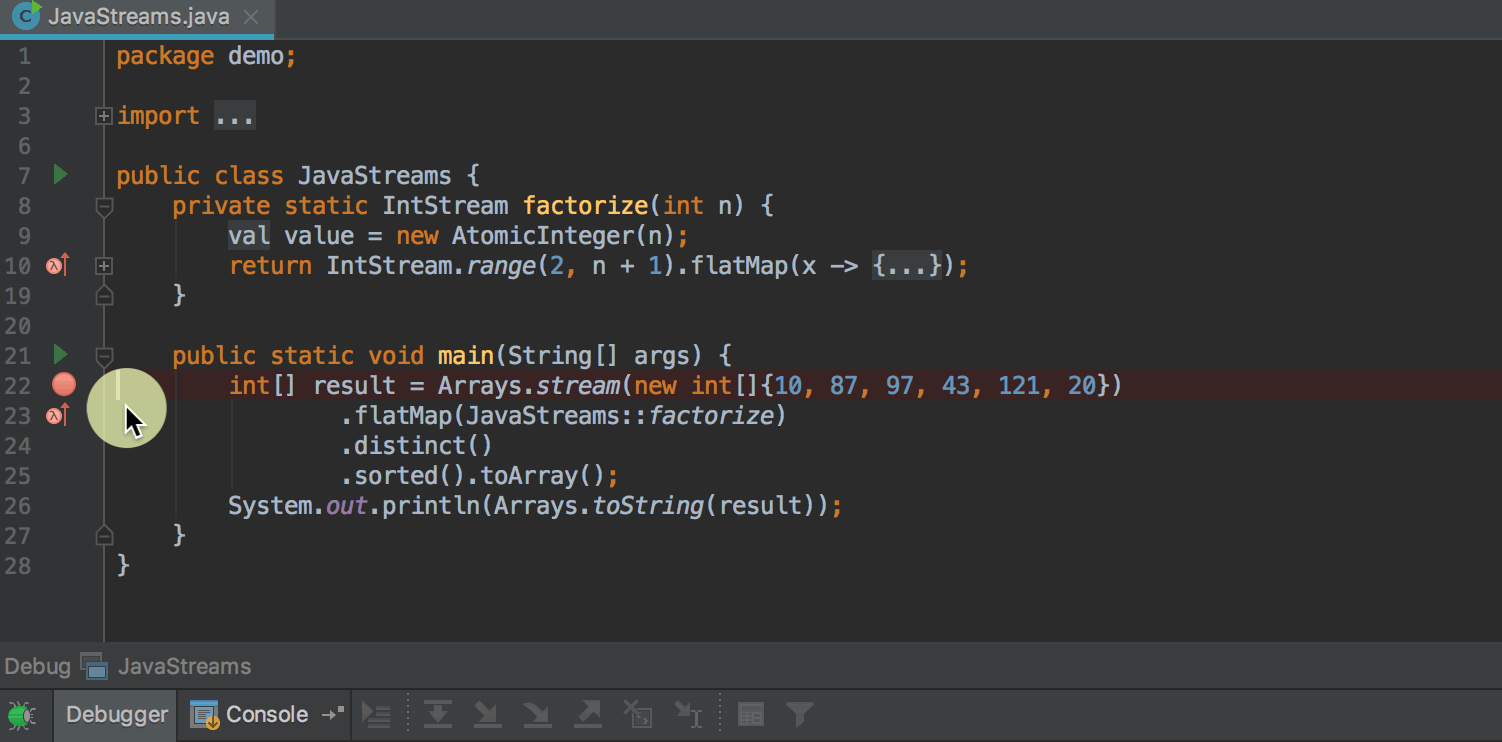 JavaStreams.java
1 package demo;
2
3 import ...
6
7 public class JavaStreams {
8 private static IntStream factorize(int n) {
9 val value = new AtomicInteger(n);
10 return IntStream.range(2, n + 1).flatMap(x -> {...});
19 }
20
21 public static void main(String[] args) {
22 int[] result = Arrays.stream(new int[]{10, 87, 97, 43, 121, 20})
23 .flatMap(JavaStreams::factorize)
24 .distinct()
25 .sorted().toArray();
26 System.out.println(Arrays.toString(result));
27 }
28 }
Debug JavaStreams
Debugger Console